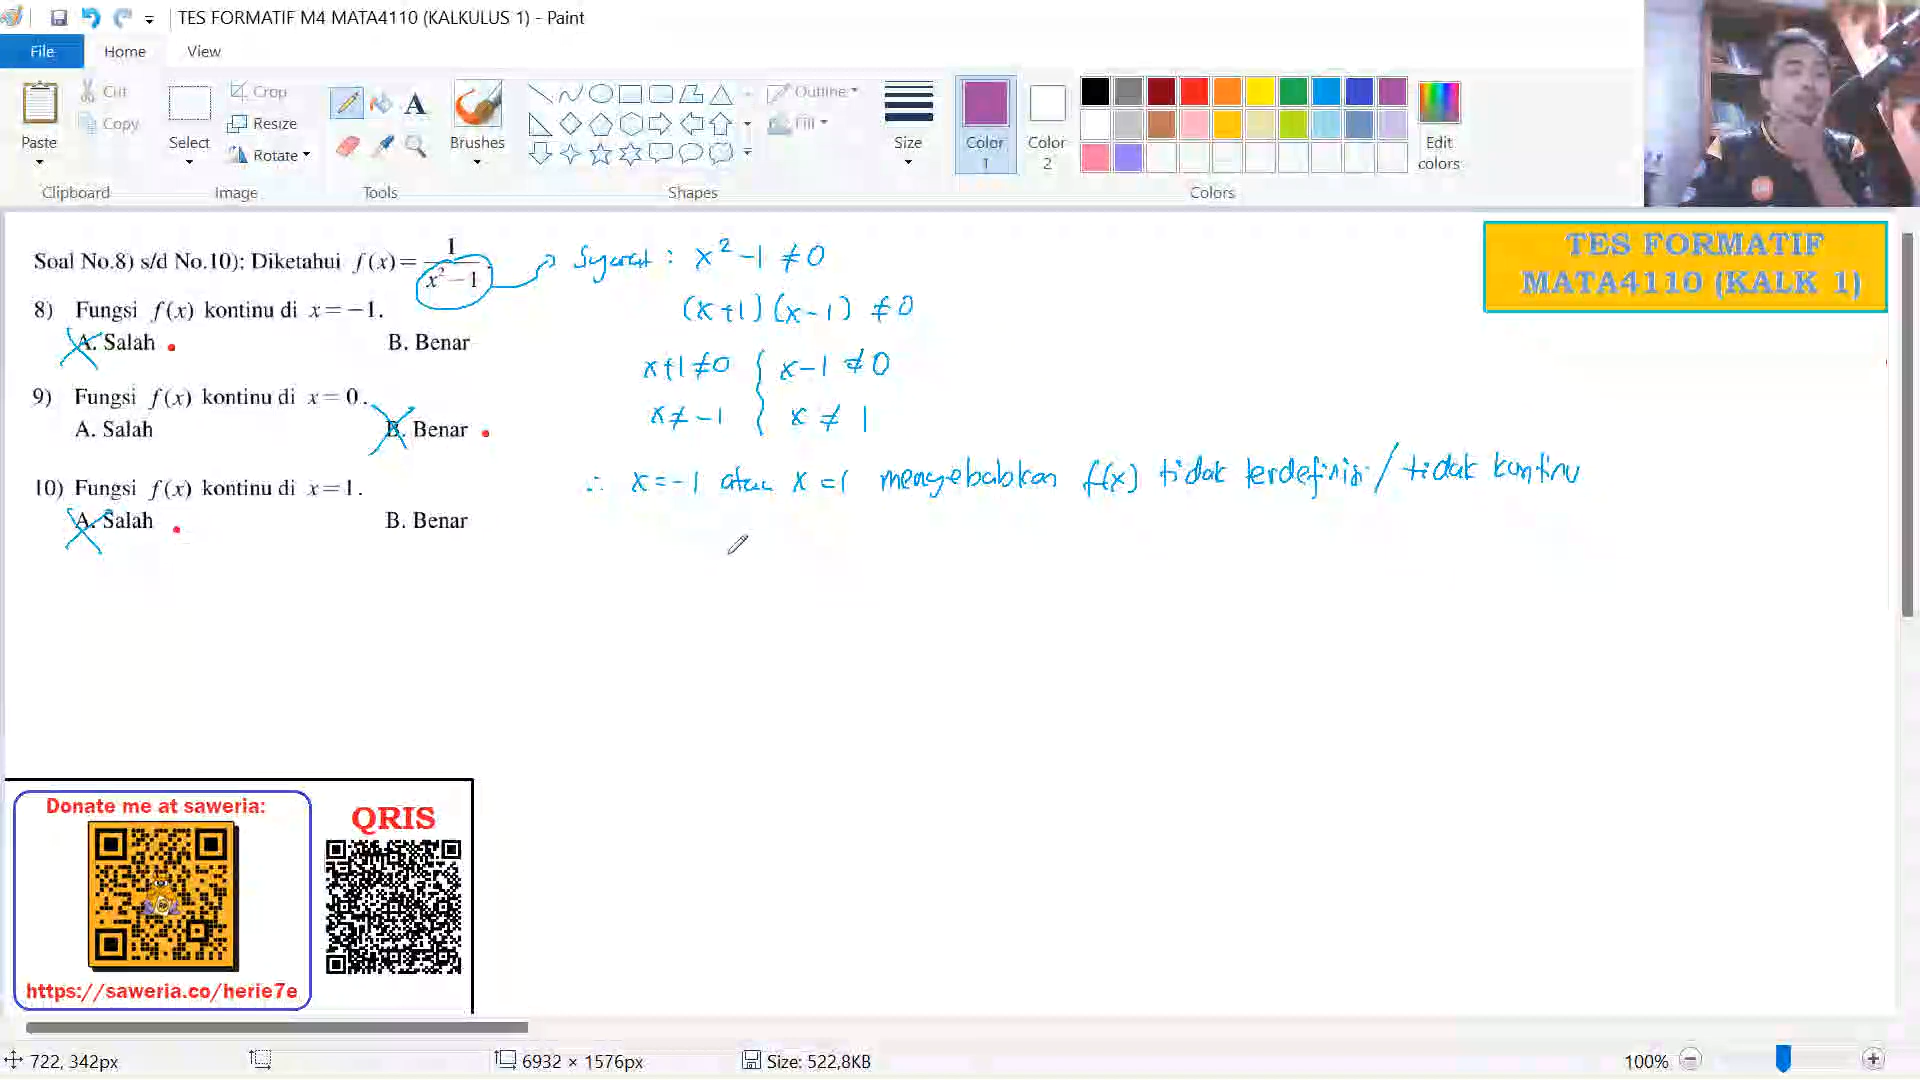 TES FORMATIF M4 MATA4110 (KALKULUS 1) - Paint
File
Home
View
Paste
Cut
Copy
Clipboard
Select
Crop
Resize
Rotate
Image
A
Tools
Brushes
Shapes
Outline
Fill
Size
Color 1
Color 2
Edit colors
Colors
TES FORMATIF
MATA4110 (KALK 1)
Soal No.8) s/d No.10); Diketahui f(x) = 1 / (x² − 1).
8) Fungsi f(x) kontinu di x = −1.
A. Salah B. Benar
9) Fungsi f(x) kontinu di x = 0.
A. Salah B. Benar
10) Fungsi f(x) kontinu di x = 1.
A. Salah B. Benar
Syarat : x² − 1 ≠ 0
(x+1)(x−1) ≠ 0
x+1≠0 x−1≠0
x≠−1 x≠1
∴ x=−1 atau x=1 menyebabkan f(x) tidak terdefinisi / tidak kontinu
Donate me at saweria:
https://saweria.co/herie7e
QRIS
722, 342px
6932 × 1576px
Size: 522,8KB
100%